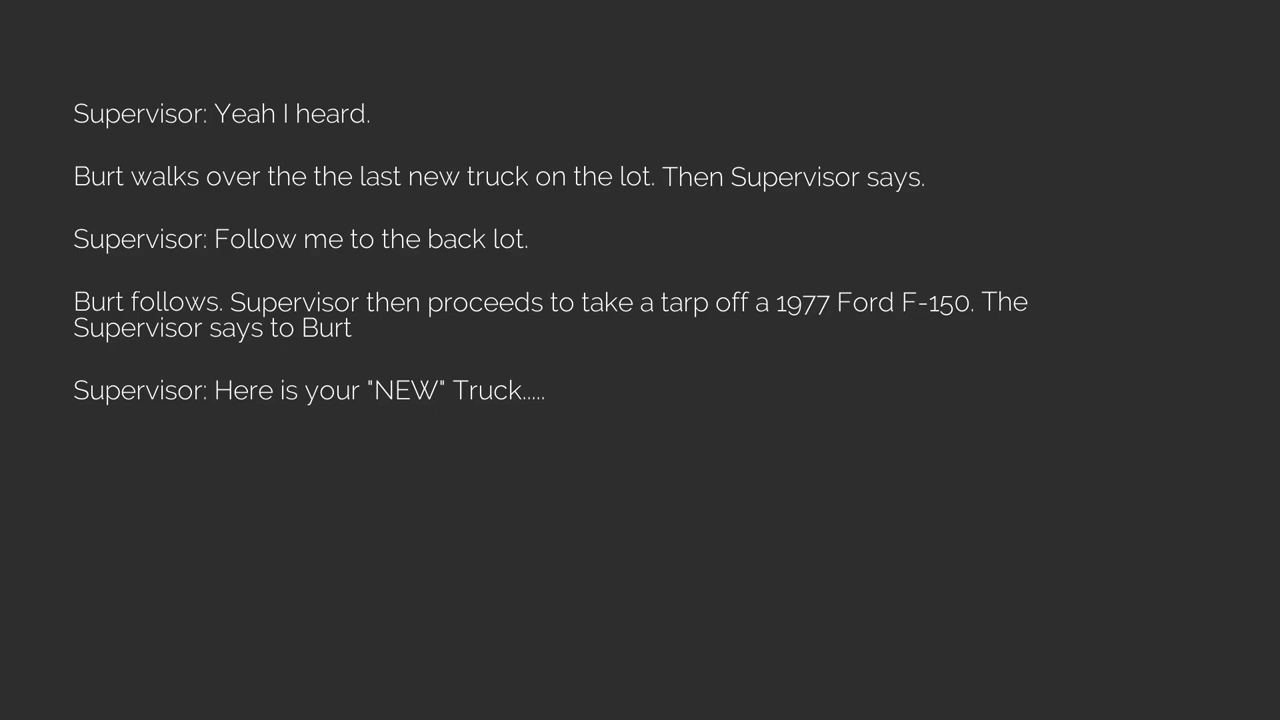 Supervisor: Yeah I heard.
Burt walks over the the last new truck on the lot. Then Supervisor says.
Supervisor: Follow me to the back lot.
Burt follows. Supervisor then proceeds to take a tarp off a 1977 Ford F-150. The
Supervisor says to Burt
Supervisor: Here is your "NEW" Truck.....